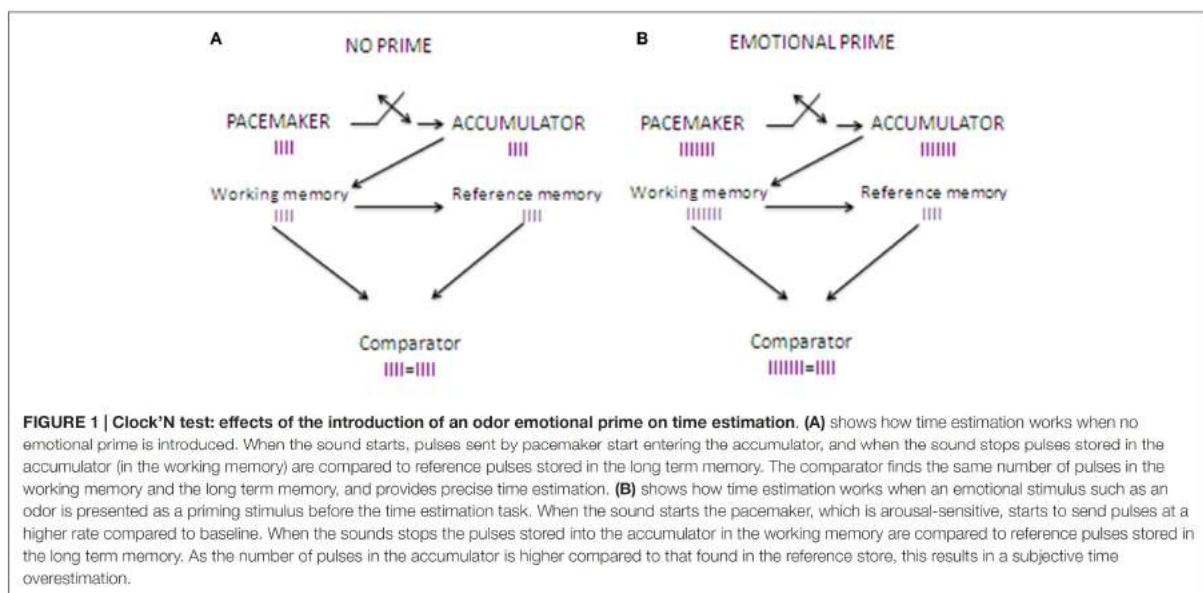 A NO PRIME
B EMOTIONAL PRIME
PACEMAKER ACCUMULATOR
|||| ||||
PACEMAKER ACCUMULATOR
||||||| |||||||
Working memory Reference memory
|||| ||||
Working memory Reference memory
||||||| ||||
Comparator
||||=||||
Comparator
|||||||=||||
FIGURE 1 | Clock'N test: effects of the introduction of an odor emotional prime on time estimation. (A) shows how time estimation works when no
emotional prime is introduced. When the sound starts, pulses sent by pacemaker start entering the accumulator, and when the sound stops pulses stored in the
accumulator (in the working memory) are compared to reference pulses stored in the long term memory. The comparator finds the same number of pulses in the
working memory and the long term memory, and provides precise time estimation. (B) shows how time estimation works when an emotional stimulus such as an
odor is presented as a priming stimulus before the time estimation task. When the sound starts the pacemaker, which is arousal-sensitive, starts to send pulses at a
higher rate compared to baseline. When the sounds stops the pulses stored into the accumulator in the working memory are compared to reference pulses stored in
the long term memory. As the number of pulses in the accumulator is higher compared to that found in the reference store, this results in a subjective time
overestimation.